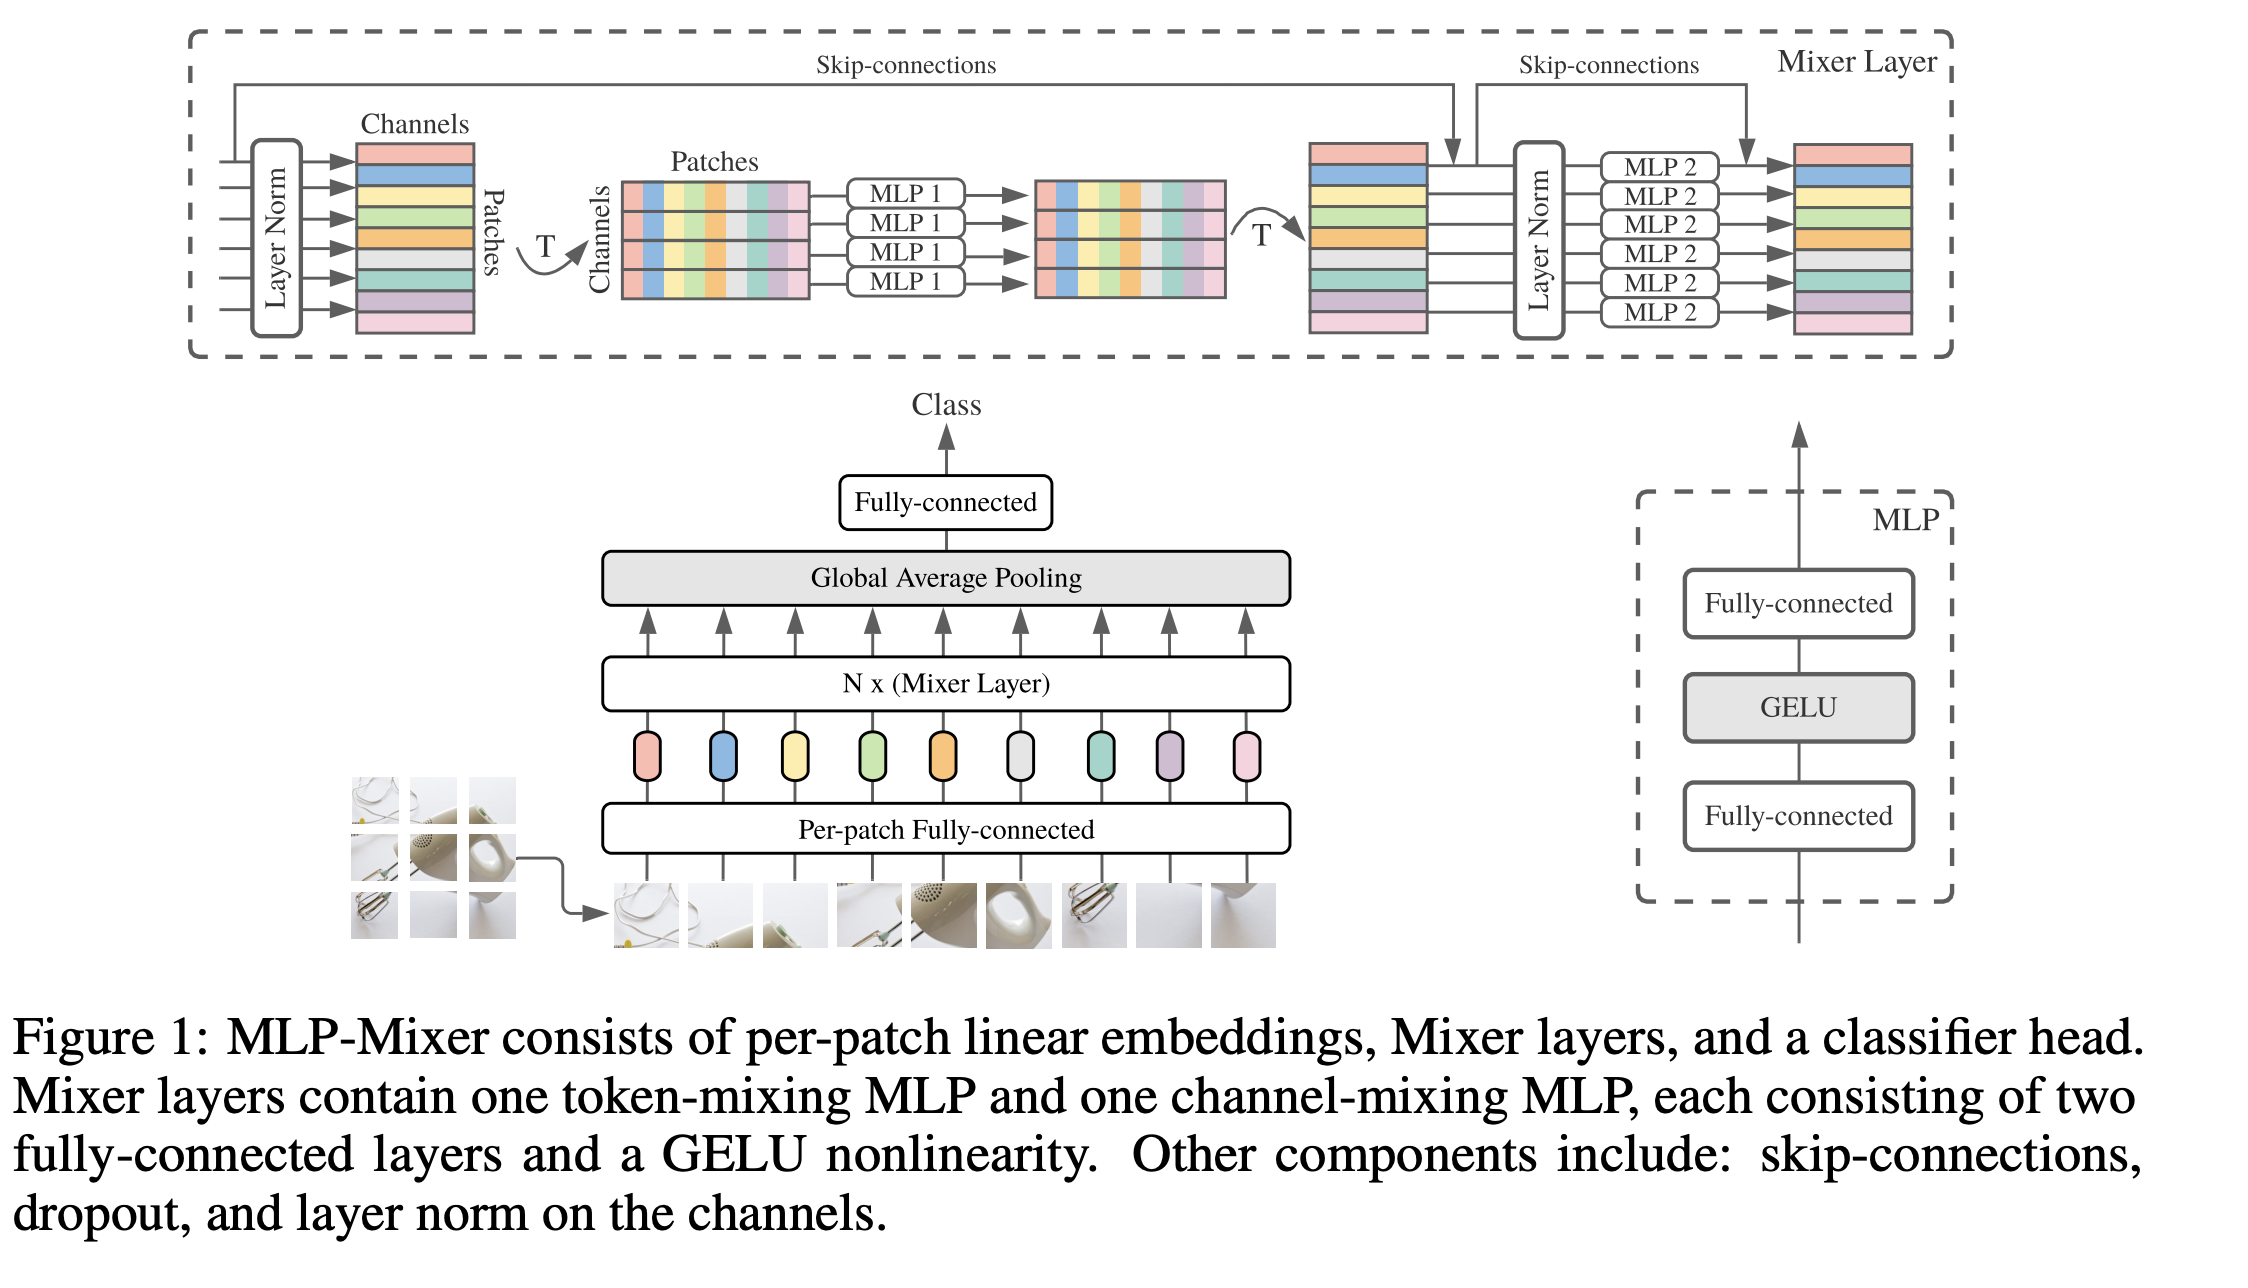 Skip-connections
Skip-connections
Mixer Layer
Channels
Layer Norm
Patches
T
Patches
Channels
MLP 1
MLP 1
MLP 1
MLP 1
T
Layer Norm
MLP 2
MLP 2
MLP 2
MLP 2
MLP 2
MLP 2
Class
Fully-connected
Global Average Pooling
N x (Mixer Layer)
Per-patch Fully-connected
MLP
Fully-connected
GELU
Fully-connected
Figure 1: MLP-Mixer consists of per-patch linear embeddings, Mixer layers, and a classifier head.
Mixer layers contain one token-mixing MLP and one channel-mixing MLP, each consisting of two
fully-connected layers and a GELU nonlinearity. Other components include: skip-connections,
dropout, and layer norm on the channels.